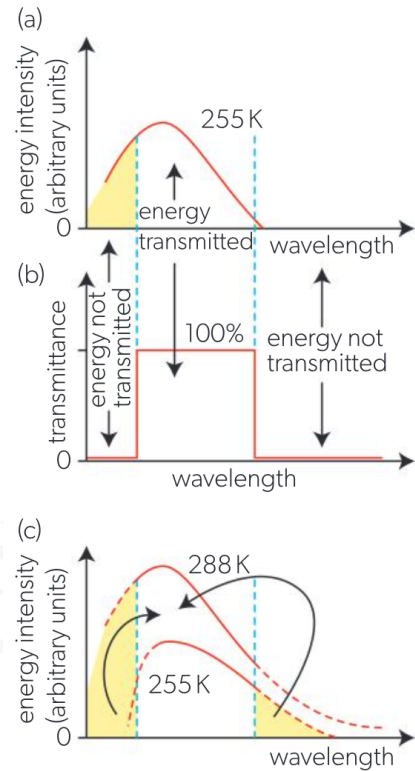 (a)
energy intensity
(arbitrary units)
255 K
energy
transmitted
0
wavelength
(b)
transmittance
energy not
transmitted
100%
energy not
transmitted
0
wavelength
(c)
energy intensity
(arbitrary units)
288 K
255 K
0
wavelength